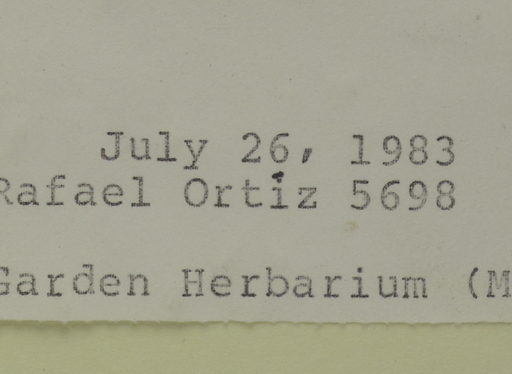 July 26, 1983
Rafael Ortiz 5698
Garden Herbarium (M